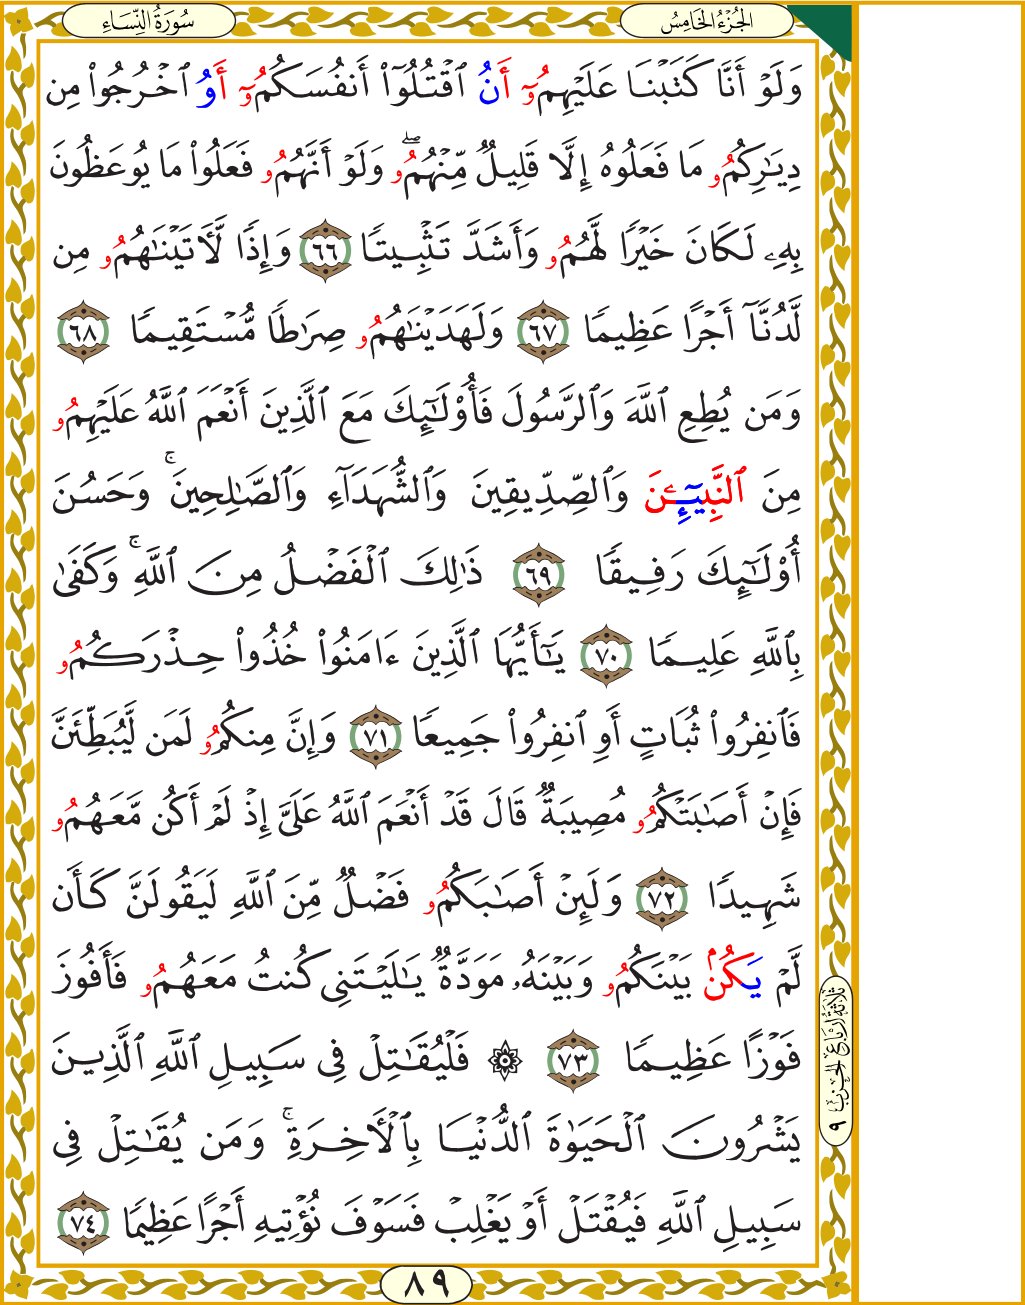 سُورَةُ النِّسَاءِ
الجُزْءُ الخَامِسُ
وَلَوْ أَنَّا كَتَبْنَا عَلَيْهِمُۥٓ أَنُ ٱقْتُلُوٓا۟ أَنفُسَكُمُۥٓ أَوُ ٱخْرُجُوا۟ مِن
دِيَٰرِكُمُۥ مَا فَعَلُوهُ إِلَّا قَلِيلٌ مِّنْهُمُۥۖ وَلَوْ أَنَّهُمُۥ فَعَلُوا۟ مَا يُوعَظُونَ
بِهِۦ لَكَانَ خَيْرًا لَّهُمُۥ وَأَشَدَّ تَثْبِيتًا ٦٦ وَإِذًا لَّأٓتَيْنَٰهُمُۥ مِن
لَّدُنَّآ أَجْرًا عَظِيمًا ٦٧ وَلَهَدَيْنَٰهُمُۥ صِرَٰطًا مُّسْتَقِيمًا ٦٨
وَمَن يُطِعِ ٱللَّهَ وَٱلرَّسُولَ فَأُو۟لَٰٓئِكَ مَعَ ٱلَّذِينَ أَنْعَمَ ٱللَّهُ عَلَيْهِمُۥ
مِنَ ٱلنَّبِيٓـِٔۧنَ وَٱلصِّدِّيقِينَ وَٱلشُّهَدَآءِ وَٱلصَّٰلِحِينَۚ وَحَسُنَ
أُو۟لَٰٓئِكَ رَفِيقًا ٦٩ ذَٰلِكَ ٱلْفَضْلُ مِنَ ٱللَّهِۚ وَكَفَىٰ
بِٱللَّهِ عَلِيمًا ٧٠ يَٰٓأَيُّهَا ٱلَّذِينَ ءَامَنُوا۟ خُذُوا۟ حِذْرَكُمُۥ
فَٱنفِرُوا۟ ثُبَاتٍ أَوِ ٱنفِرُوا۟ جَمِيعًا ٧١ وَإِنَّ مِنكُمُۥ لَمَن لَّيُبَطِّئَنَّ
فَإِنْ أَصَٰبَتْكُمُۥ مُصِيبَةٌ قَالَ قَدْ أَنْعَمَ ٱللَّهُ عَلَىَّ إِذْ لَمْ أَكُن مَّعَهُمُۥ
شَهِيدًا ٧٢ وَلَئِنْ أَصَٰبَكُمُۥ فَضْلٌ مِّنَ ٱللَّهِ لَيَقُولَنَّ كَأَن
لَّمْ يَكُنۢ بَيْنَكُمُۥ وَبَيْنَهُۥ مَوَدَّةٌ يَٰلَيْتَنِى كُنتُ مَعَهُمُۥ فَأَفُوزَ
فَوْزًا عَظِيمًا ٧٣ ۞ فَلْيُقَٰتِلْ فِى سَبِيلِ ٱللَّهِ ٱلَّذِينَ
يَشْرُونَ ٱلْحَيَوٰةَ ٱلدُّنْيَا بِٱلْأَخِرَةِۚ وَمَن يُقَٰتِلْ فِى
سَبِيلِ ٱللَّهِ فَيُقْتَلْ أَوْ يَغْلِبْ فَسَوْفَ نُؤْتِيهِ أَجْرًا عَظِيمًا ٧٤
ثَلَاثَةُ أَرْبَاعِ الحِزْبِ ٩
٨٩